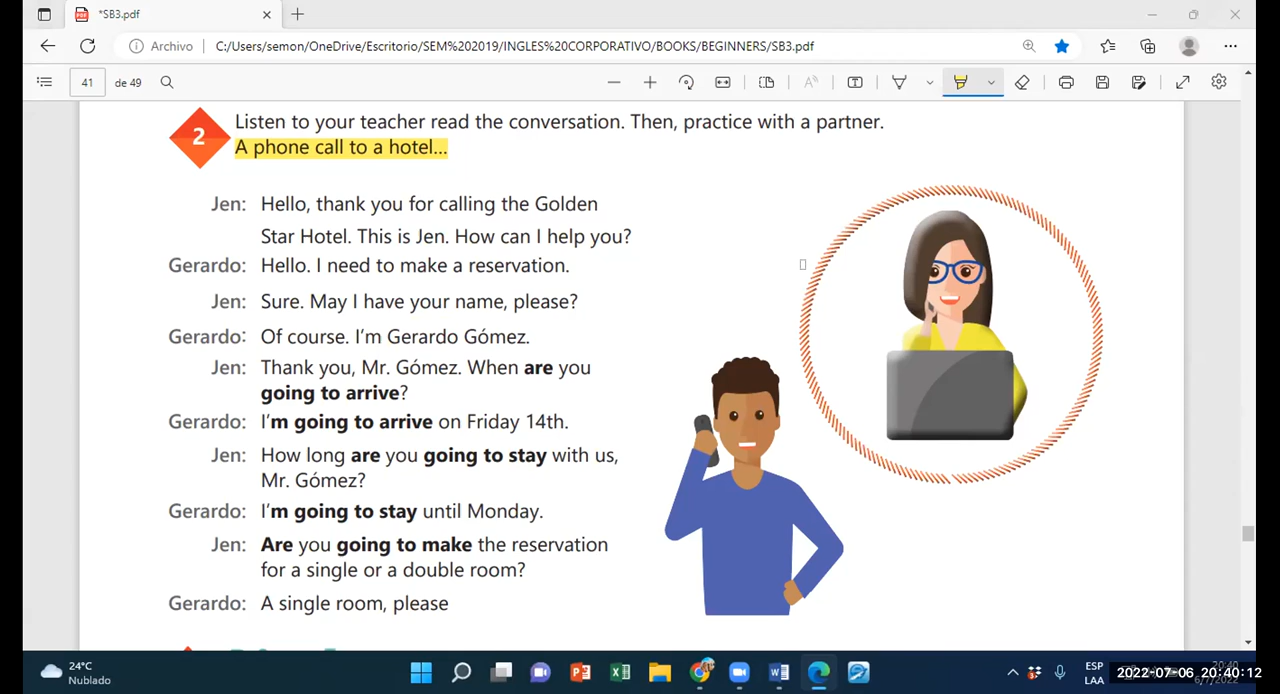 *SB3.pdf
Archivo
C:/Users/semon/OneDrive/Escritorio/SEM%202019/INGLES%20CORPORATIVO/BOOKS/BEGINNERS/SB3.pdf
41 de 49
2 Listen to your teacher read the conversation. Then, practice with a partner.
A phone call to a hotel...
Jen: Hello, thank you for calling the Golden
Star Hotel. This is Jen. How can I help you?
Gerardo: Hello. I need to make a reservation.
Jen: Sure. May I have your name, please?
Gerardo: Of course. I'm Gerardo Gómez.
Jen: Thank you, Mr. Gómez. When are you
going to arrive?
Gerardo: I'm going to arrive on Friday 14th.
Jen: How long are you going to stay with us,
Mr. Gómez?
Gerardo: I'm going to stay until Monday.
Jen: Are you going to make the reservation
for a single or a double room?
Gerardo: A single room, please
24°C
Nublado
ESP
LAA
2022-07-06 20:40:12